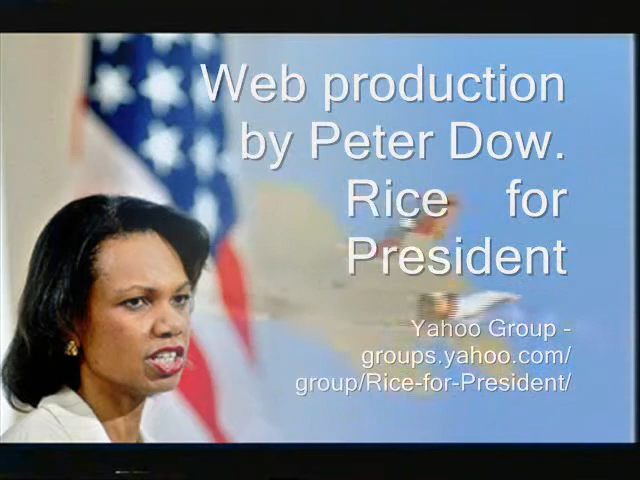 Web production
by Peter Dow.
Rice for
President
Yahoo Group -
groups.yahoo.com/
group/Rice-for-President/